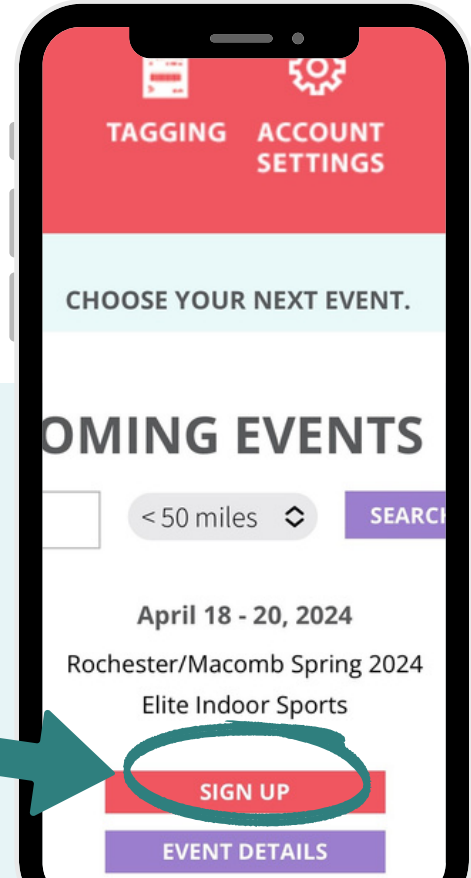 TAGGING
ACCOUNT
SETTINGS
CHOOSE YOUR NEXT EVENT.
OMING EVENTS
< 50 miles
SEARCH
April 18 - 20, 2024
Rochester/Macomb Spring 2024
Elite Indoor Sports
SIGN UP
EVENT DETAILS